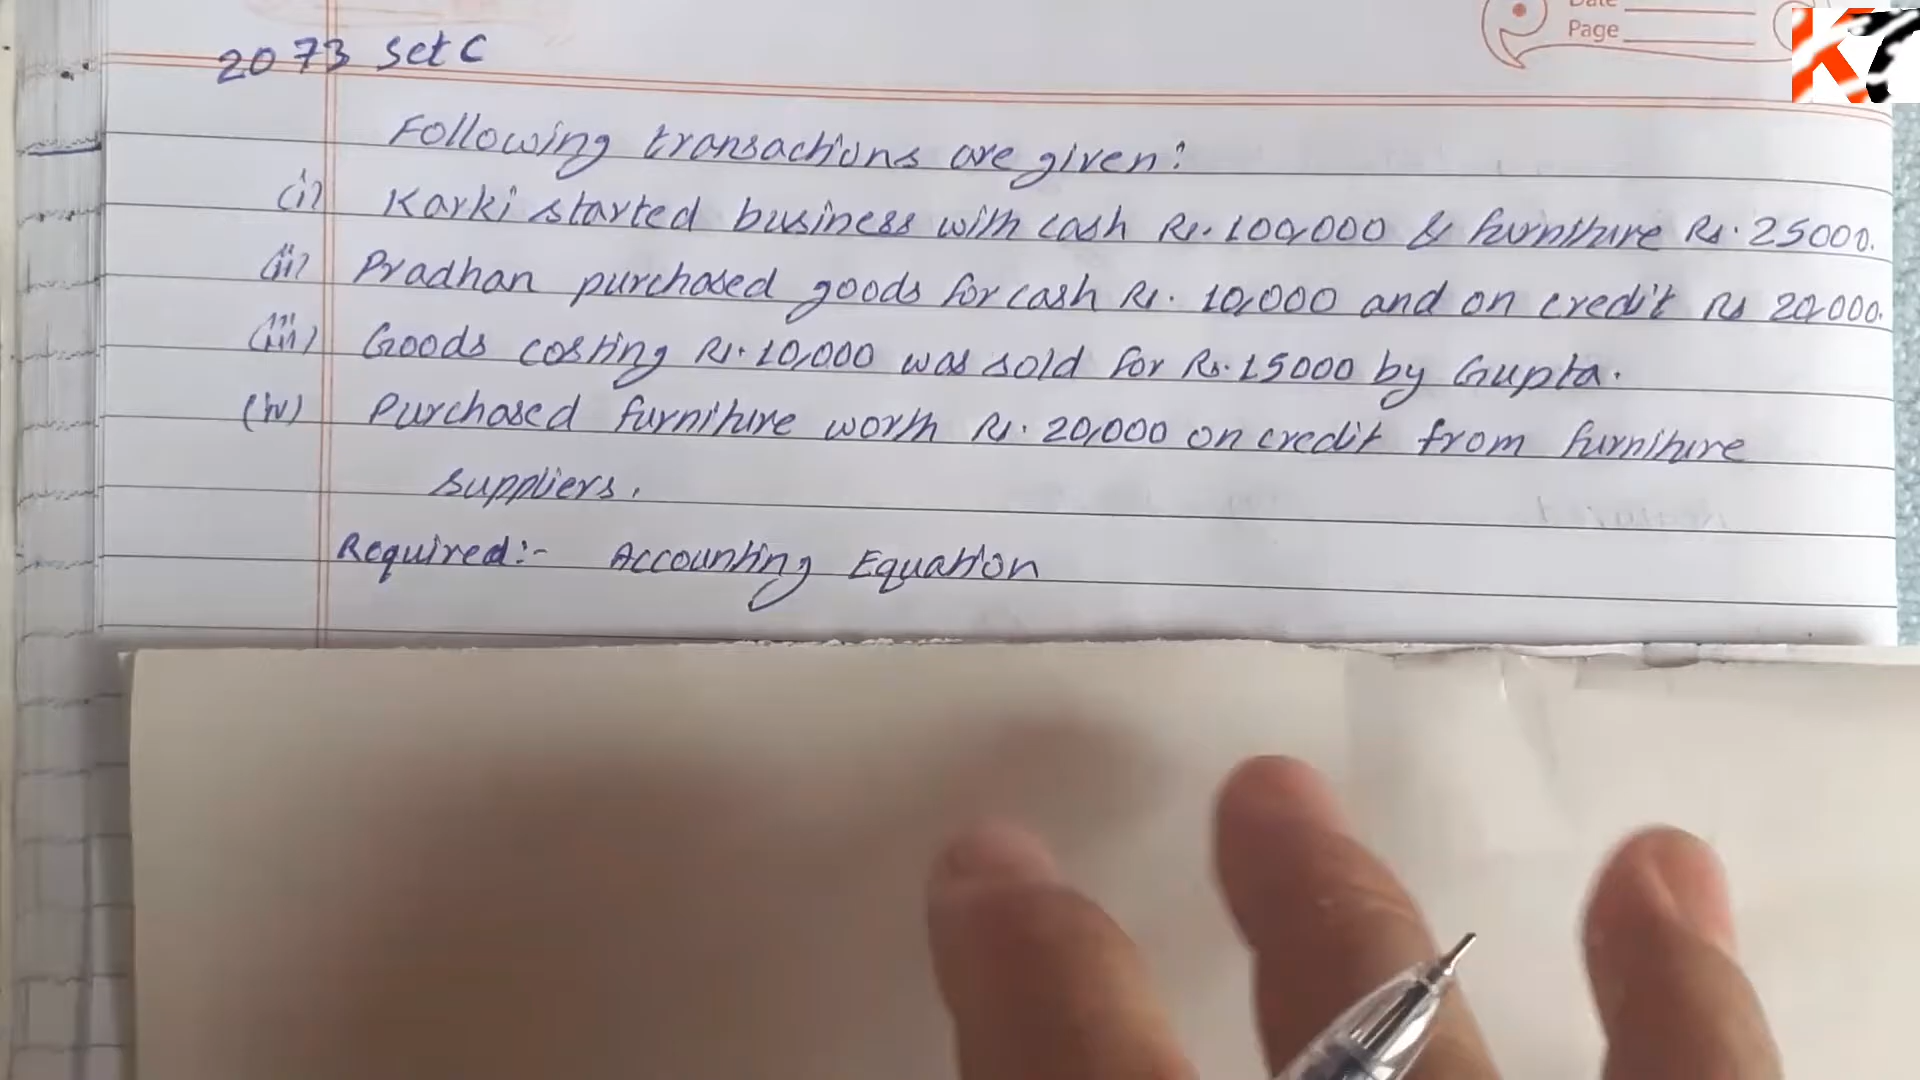 Date
Page
2073 Set C
Following transactions are given:
(i) Karki started business with cash Rs. 100,000 & furniture Rs. 25000.
(ii) Pradhan purchased goods for cash Rs. 10,000 and on credit Rs 20,000.
(iii) Goods costing Rs. 10,000 was sold for Rs. 15000 by Gupta.
(iv) Purchased furniture worth Rs. 20,000 on credit from furniture
suppliers.
Required:- Accounting Equation